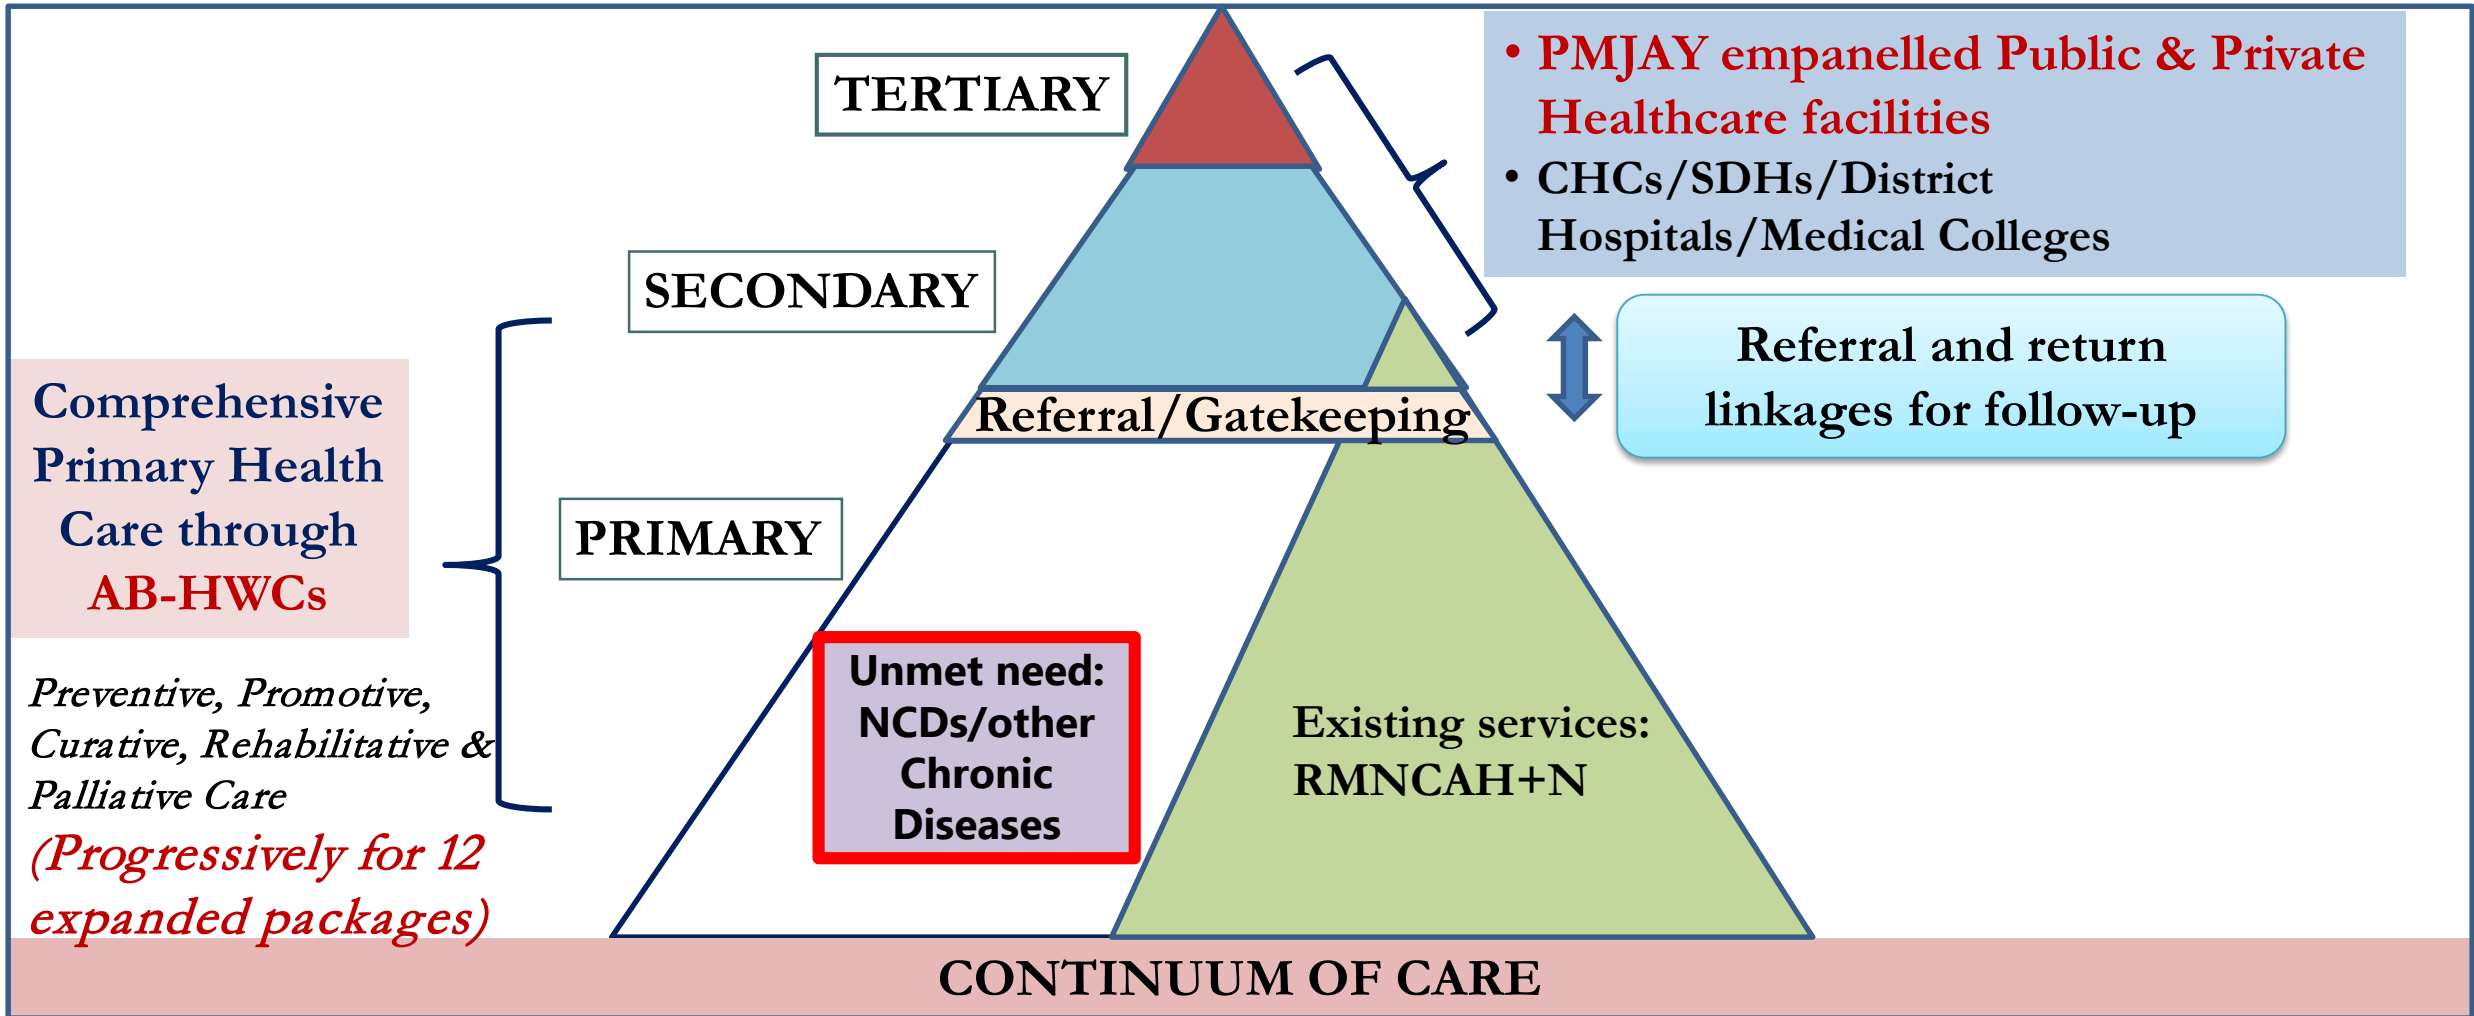 TERTIARY
• PMJAY empanelled Public & Private
Healthcare facilities
• CHCs/SDHs/District
Hospitals/Medical Colleges
SECONDARY
Referral and return
linkages for follow-up
Referral/Gatekeeping
Comprehensive
Primary Health
Care through
AB-HWCs
PRIMARY
Preventive, Promotive,
Curative, Rehabilitative &
Palliative Care
(Progressively for 12
expanded packages)
Unmet need:
NCDs/other
Chronic
Diseases
Existing services:
RMNCAH+N
CONTINUUM OF CARE